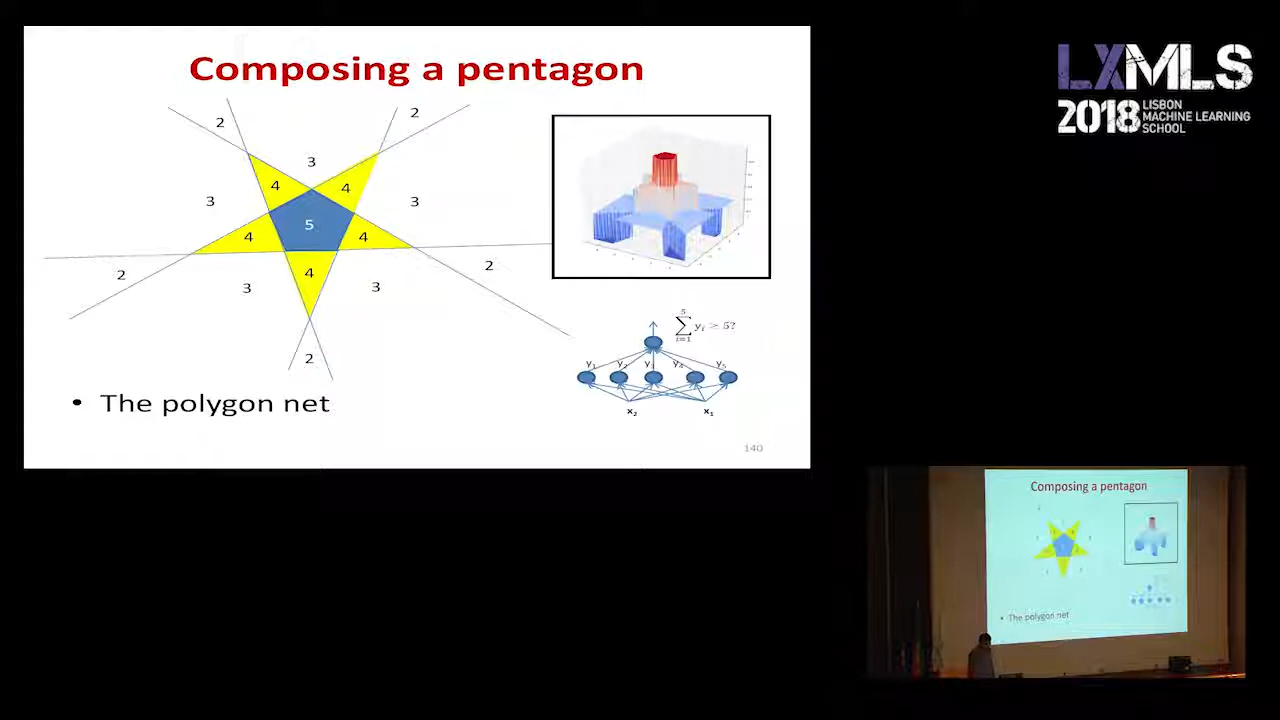 Composing a pentagon
2
2
3
4
4
3
3
5
4
4
2
2
4
3
3
2
5
∑ yᵢ ≥ 5?
i=1
y₁ y₂ y₃ y₄ y₅
x₂ x₁
• The polygon net
140
LXMLS
2018 LISBON
MACHINE LEARNING
SCHOOL
Composing a pentagon
• The polygon net